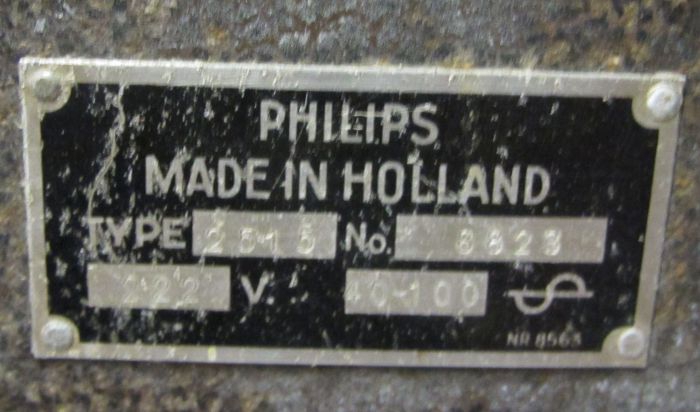 PHILIPS
MADE IN HOLLAND
TYPE 2515 No. 8823
V. 40-100
NR 8563